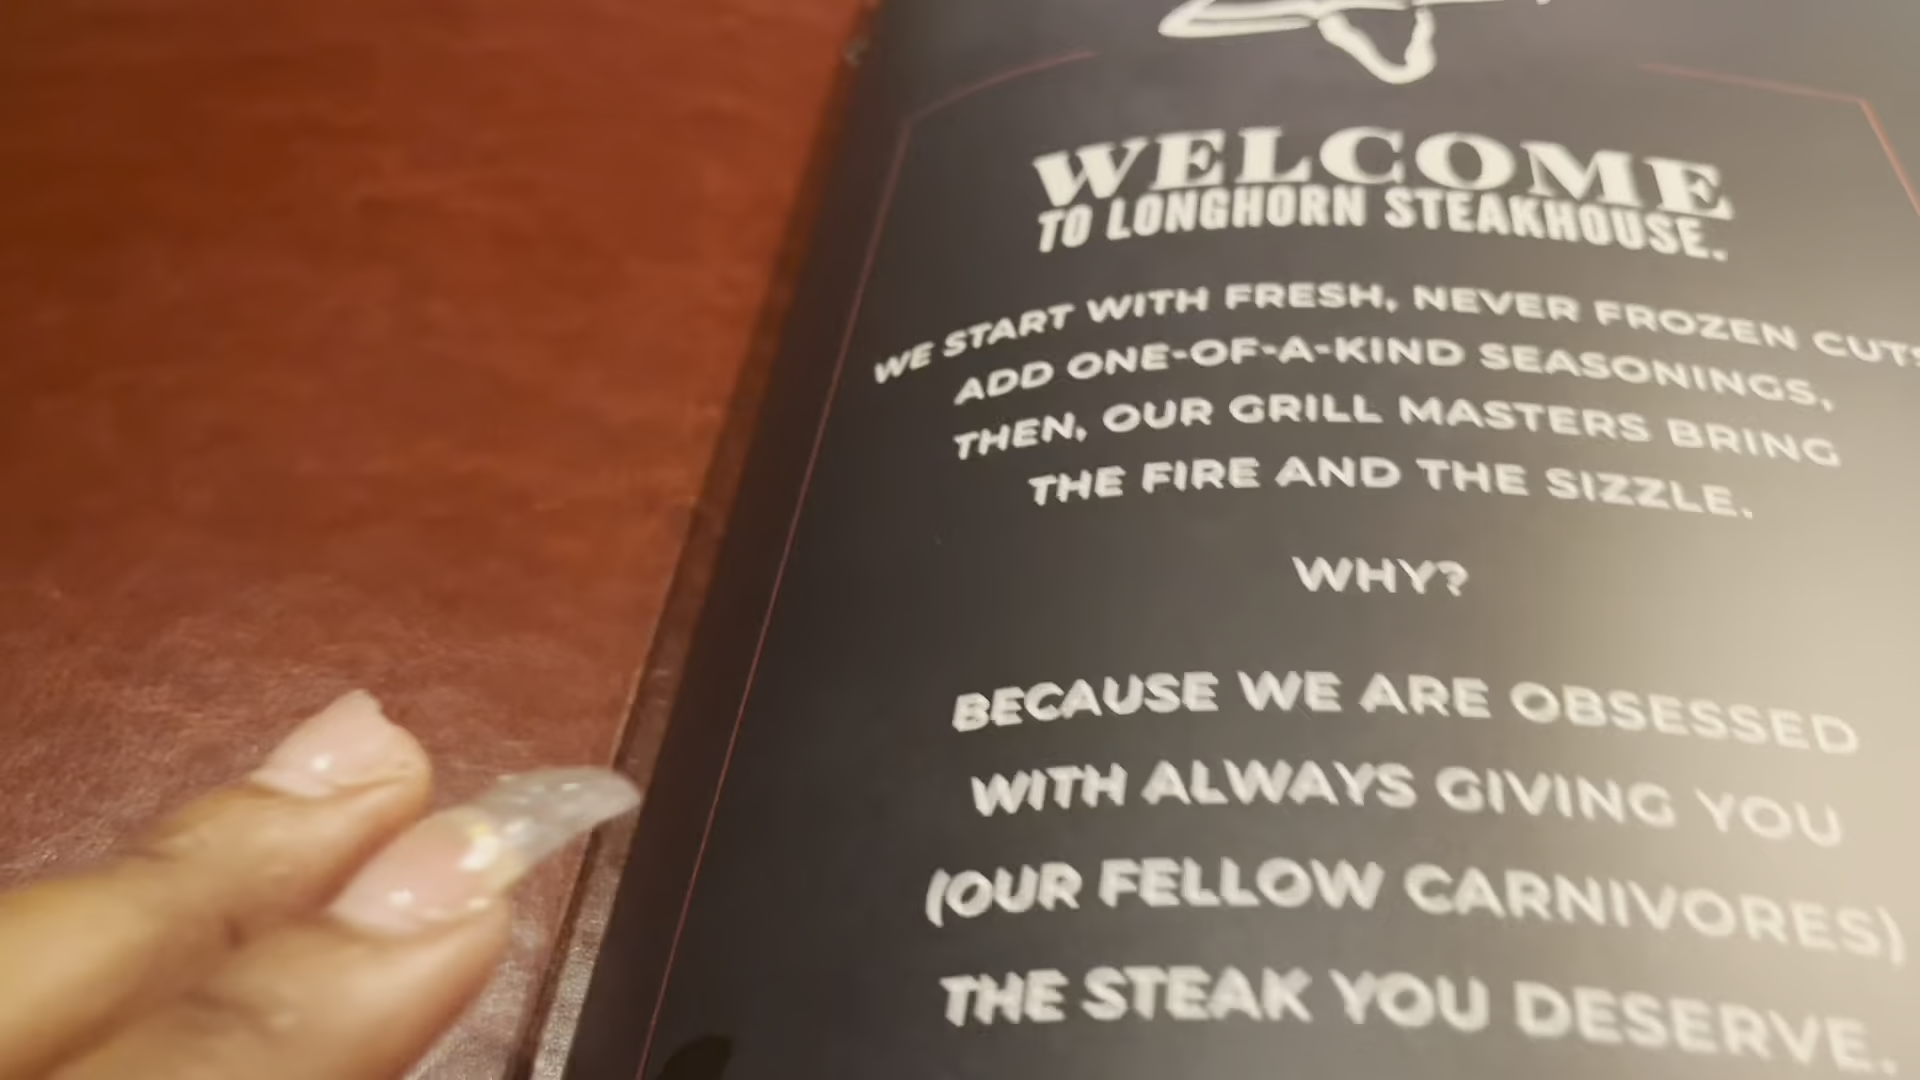 WELCOME
TO LONGHORN STEAKHOUSE.
WE START WITH FRESH, NEVER FROZEN CUTS
ADD ONE-OF-A-KIND SEASONINGS,
THEN, OUR GRILL MASTERS BRING
THE FIRE AND THE SIZZLE.
WHY?
BECAUSE WE ARE OBSESSED
WITH ALWAYS GIVING YOU
(OUR FELLOW CARNIVORES)
THE STEAK YOU DESERVE.